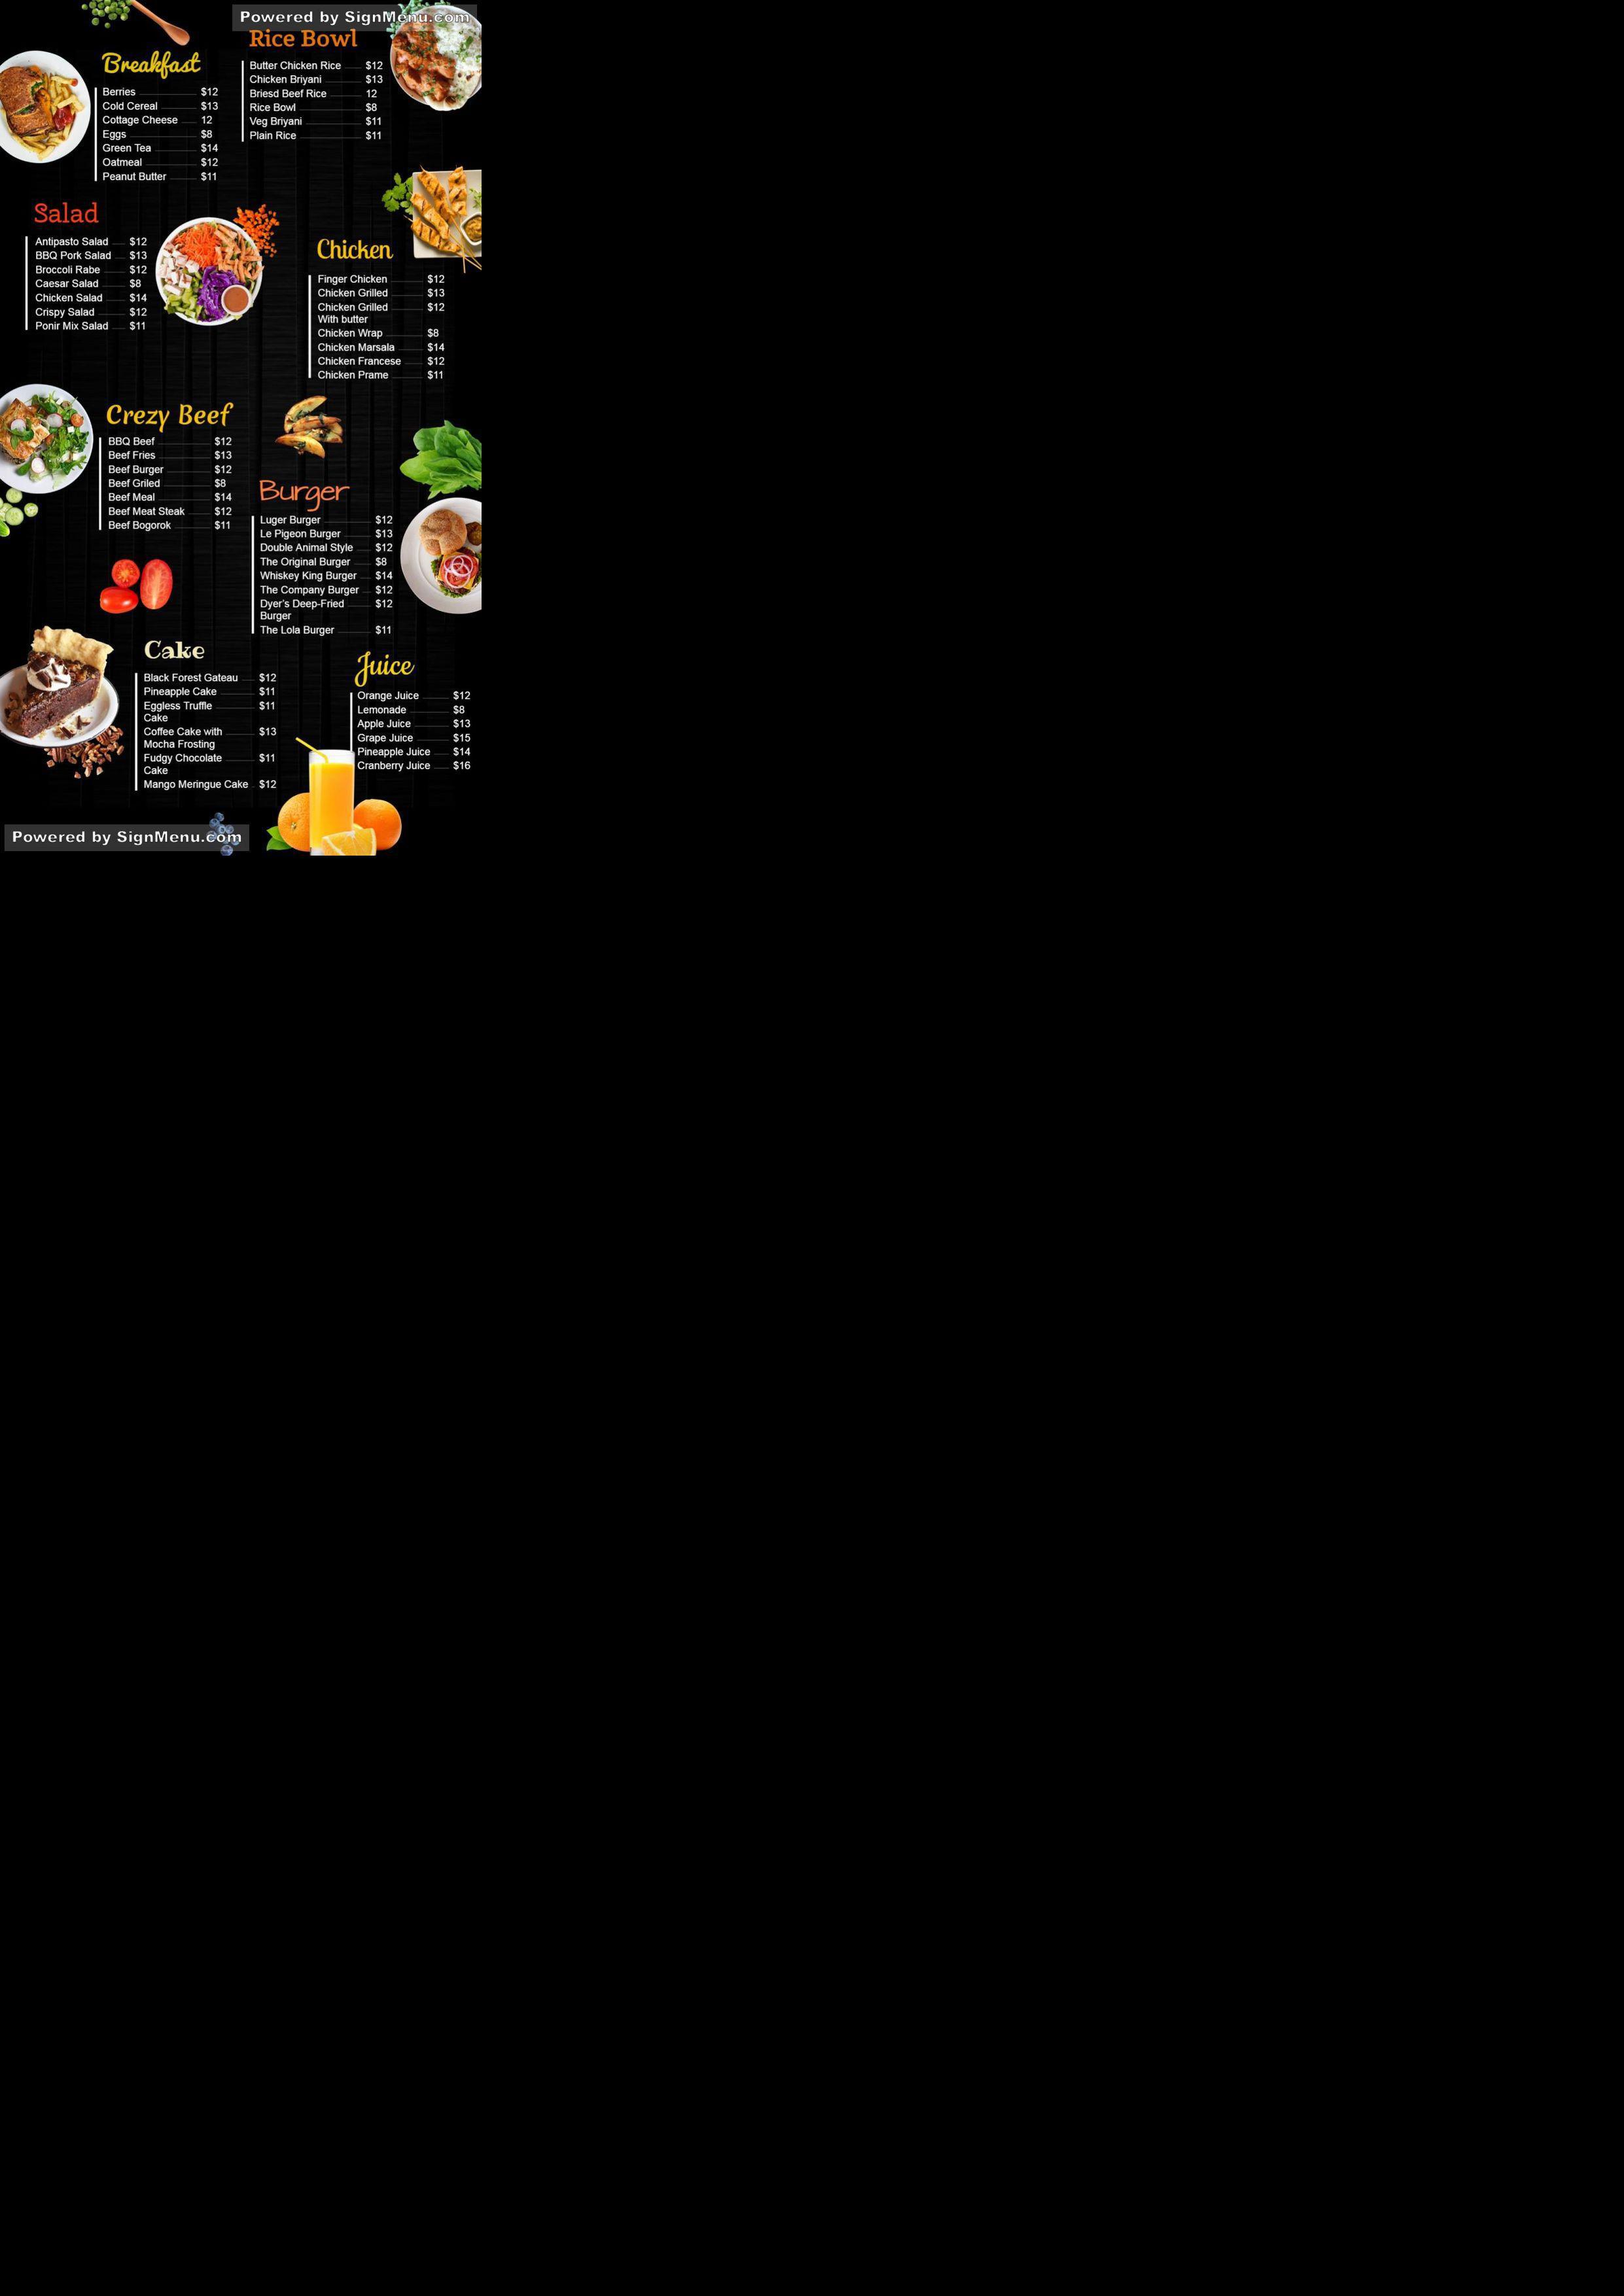 Powered by SignMenu.com
Breakfast
Berries $12
Cold Cereal $13
Cottage Cheese 12
Eggs $8
Green Tea $14
Oatmeal $12
Peanut Butter $11
Rice Bowl
Butter Chicken Rice $12
Chicken Briyani $13
Briesd Beef Rice 12
Rice Bowl $8
Veg Briyani $11
Plain Rice $11
Salad
Antipasto Salad $12
BBQ Pork Salad $13
Broccoli Rabe $12
Caesar Salad $8
Chicken Salad $14
Crispy Salad $12
Ponir Mix Salad $11
Chicken
Finger Chicken $12
Chicken Grilled $13
Chicken Grilled $12
With butter
Chicken Wrap $8
Chicken Marsala $14
Chicken Francese $12
Chicken Prame $11
Crezy Beef
BBQ Beef $12
Beef Fries $13
Beef Burger $12
Beef Griled $8
Beef Meal $14
Beef Meat Steak $12
Beef Bogorok $11
Burger
Luger Burger $12
Le Pigeon Burger $13
Double Animal Style $12
The Original Burger $8
Whiskey King Burger $14
The Company Burger $12
Dyer's Deep-Fried $12
Burger
The Lola Burger $11
Cake
Black Forest Gateau $12
Pineapple Cake $11
Eggless Truffle $11
Cake
Coffee Cake with $13
Mocha Frosting
Fudgy Chocolate $11
Cake
Mango Meringue Cake $12
Juice
Orange Juice $12
Lemonade $8
Apple Juice $13
Grape Juice $15
Pineapple Juice $14
Cranberry Juice $16
Powered by SignMenu.com